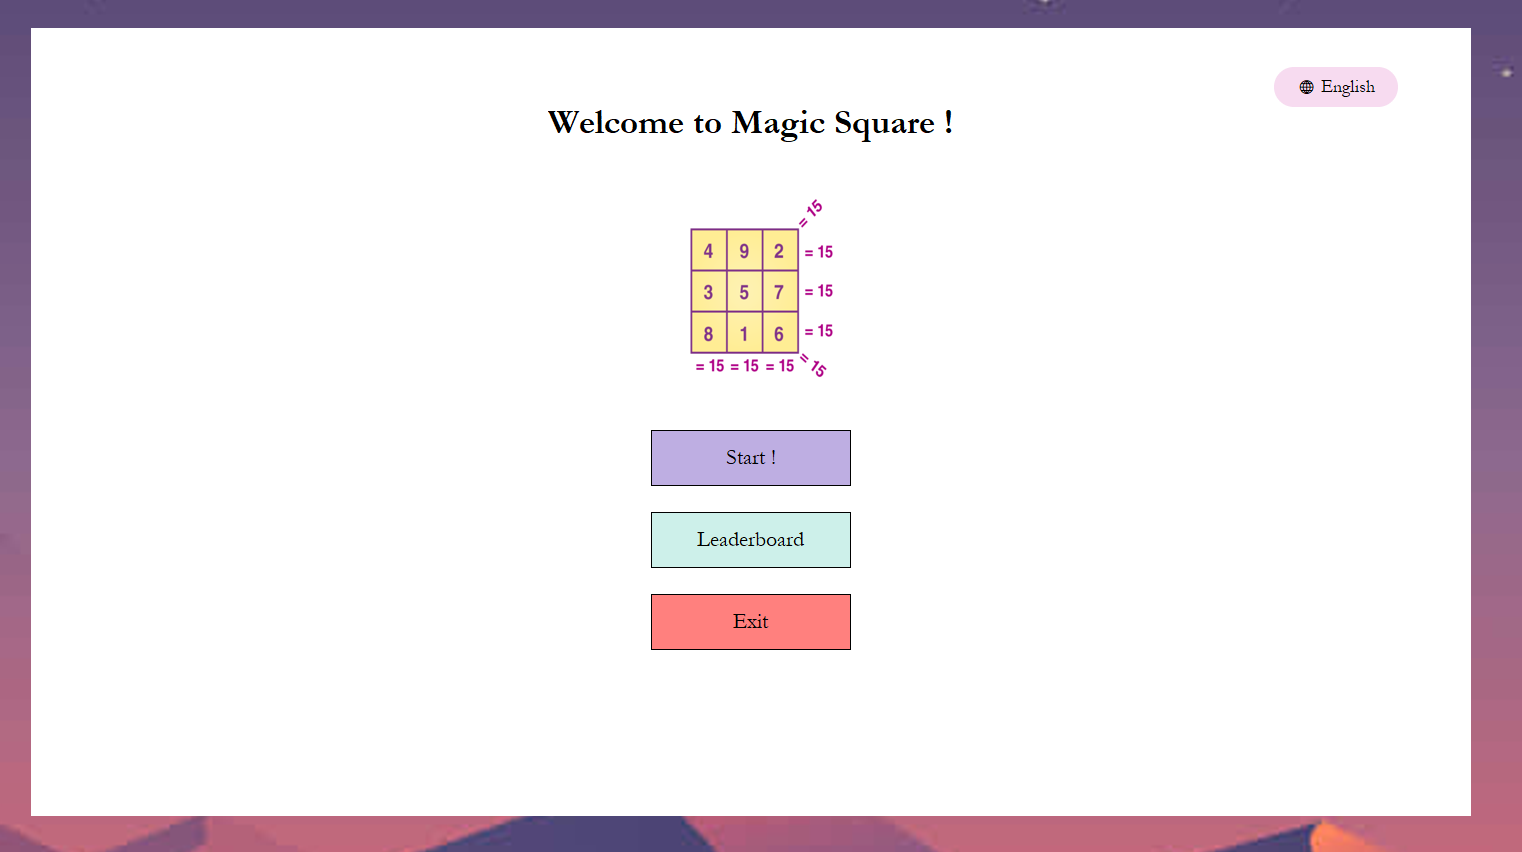 English
Welcome to Magic Square !
= 15
4 9 2 = 15
3 5 7 = 15
8 1 6 = 15
= 15 = 15 = 15 = 15
Start !
Leaderboard
Exit